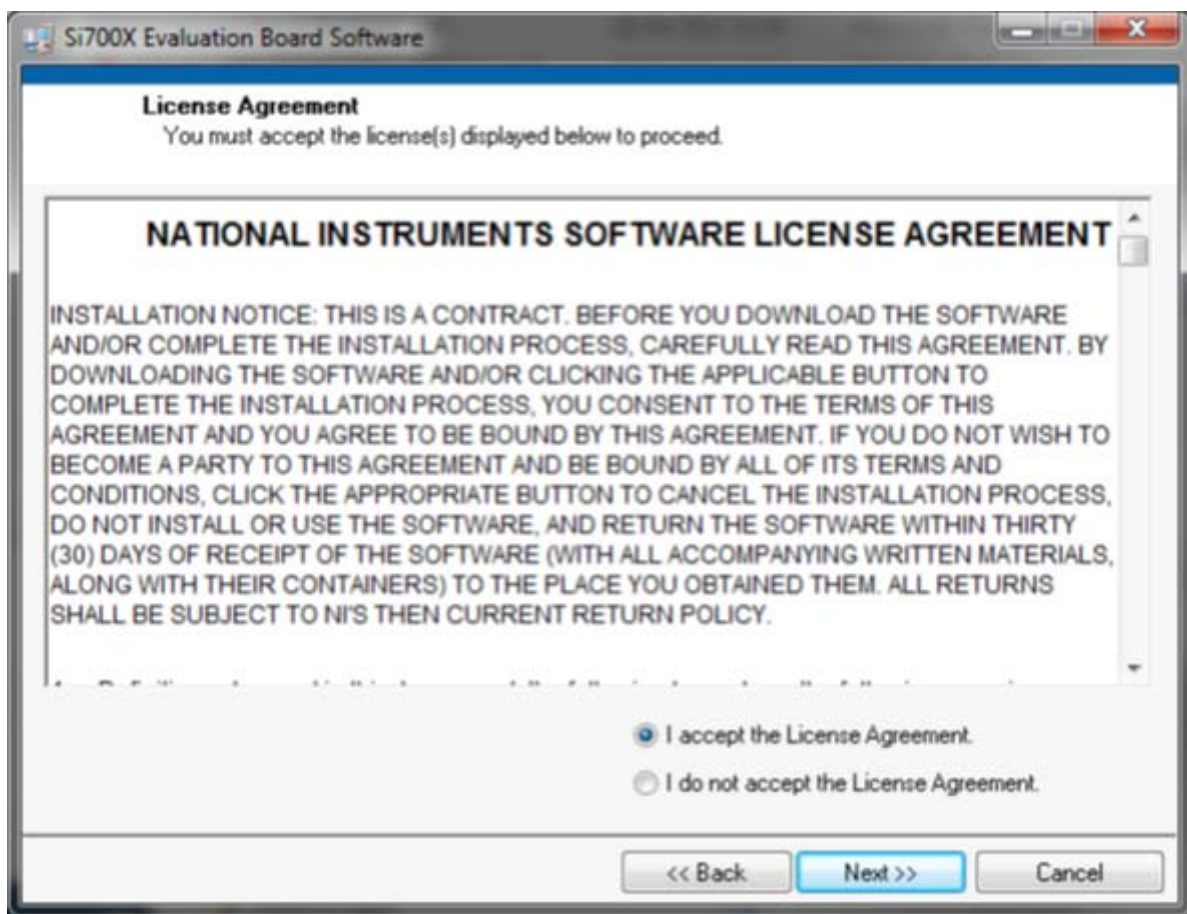 Si700X Evaluation Board Software
License Agreement
You must accept the license(s) displayed below to proceed.
NATIONAL INSTRUMENTS SOFTWARE LICENSE AGREEMENT
INSTALLATION NOTICE: THIS IS A CONTRACT. BEFORE YOU DOWNLOAD THE SOFTWARE
AND/OR COMPLETE THE INSTALLATION PROCESS, CAREFULLY READ THIS AGREEMENT. BY
DOWNLOADING THE SOFTWARE AND/OR CLICKING THE APPLICABLE BUTTON TO
COMPLETE THE INSTALLATION PROCESS, YOU CONSENT TO THE TERMS OF THIS
AGREEMENT AND YOU AGREE TO BE BOUND BY THIS AGREEMENT. IF YOU DO NOT WISH TO
BECOME A PARTY TO THIS AGREEMENT AND BE BOUND BY ALL OF ITS TERMS AND
CONDITIONS, CLICK THE APPROPRIATE BUTTON TO CANCEL THE INSTALLATION PROCESS,
DO NOT INSTALL OR USE THE SOFTWARE, AND RETURN THE SOFTWARE WITHIN THIRTY
(30) DAYS OF RECEIPT OF THE SOFTWARE (WITH ALL ACCOMPANYING WRITTEN MATERIALS,
ALONG WITH THEIR CONTAINERS) TO THE PLACE YOU OBTAINED THEM. ALL RETURNS
SHALL BE SUBJECT TO NI'S THEN CURRENT RETURN POLICY.
I accept the License Agreement.
I do not accept the License Agreement.
<< Back
Next >>
Cancel